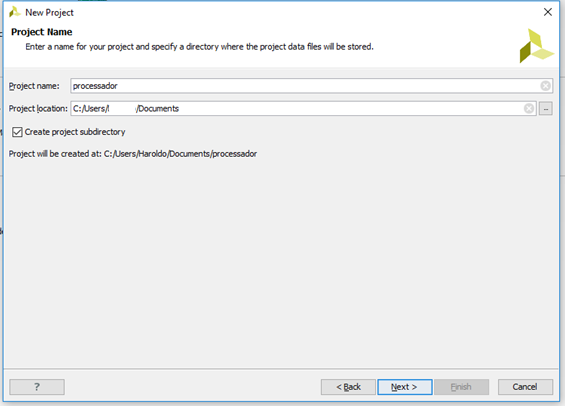 New Project
Project Name
Enter a name for your project and specify a directory where the project data files will be stored.
Project name: processador
Project location: C:/Users/ /Documents
Create project subdirectory
Project will be created at: C:/Users/Haroldo/Documents/processador
? < Back Next > Finish Cancel